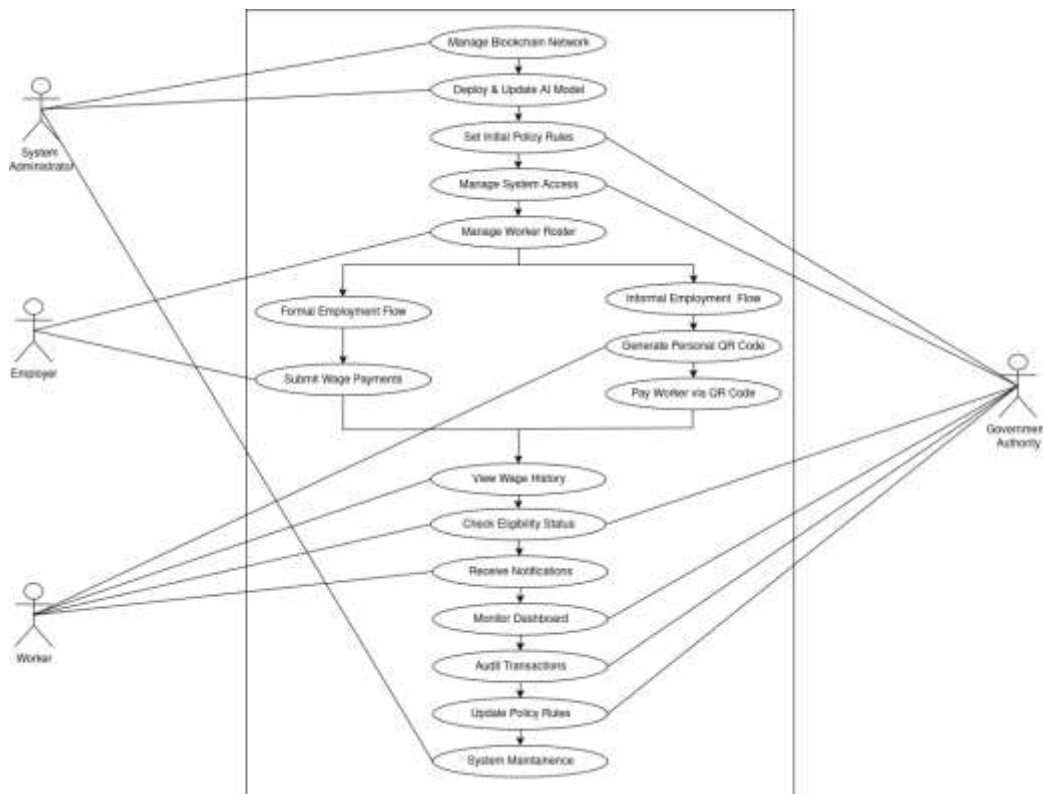 Manage Blockchain Network
Deploy & Update AI Model
Set Initial Policy Rules
System
Administrator
Manage System Access
Manage Worker Roster
Formal Employment Flow
Informal Employment Flow
Employer
Generate Personal QR Code
Submit Wage Payments
Pay Worker via QR Code
Government
Authority
View Wage History
Check Eligibility Status
Receive Notifications
Monitor Dashboard
Worker
Audit Transactions
Update Policy Rules
System Maintainence